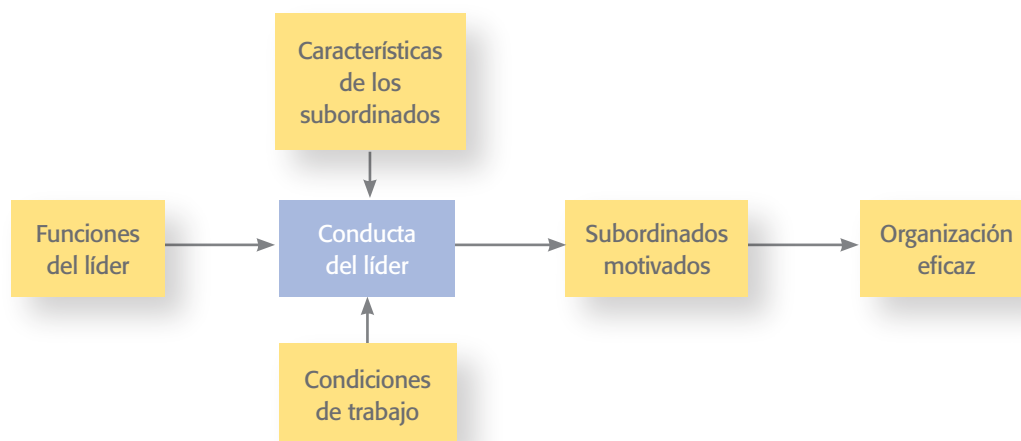 Características
de los
subordinados
Funciones
del líder
Conducta
del líder
Subordinados
motivados
Organización
eficaz
Condiciones
de trabajo